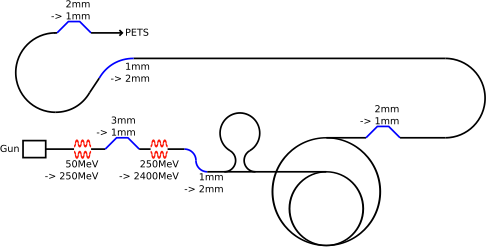 2mm
-> 1mm
PETS
1mm
-> 2mm
2mm
-> 1mm
3mm
-> 1mm
Gun
50MeV
-> 250MeV
250MeV
-> 2400MeV
1mm
-> 2mm